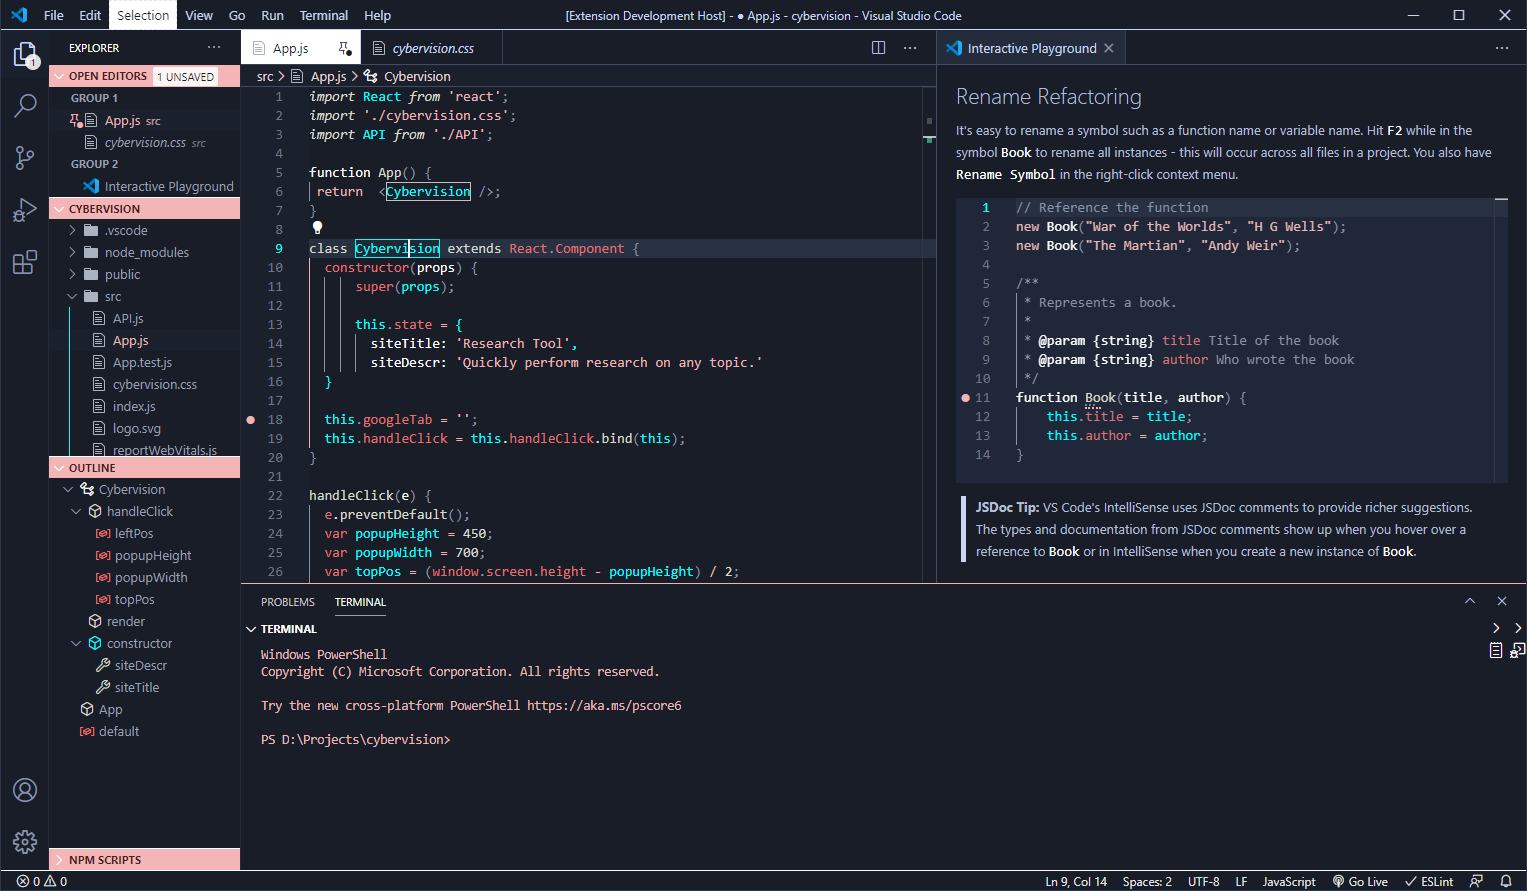 File Edit Selection View Go Run Terminal Help
[Extension Development Host] - ● App.js - cybervision - Visual Studio Code
1
EXPLORER ···
OPEN EDITORS 1 UNSAVED
GROUP 1
App.js src
cybervision.css src
GROUP 2
Interactive Playground
CYBERVISION
.vscode
node_modules
public
src
API.js
App.js
App.test.js
cybervision.css
index.js
logo.svg
reportWebVitals.js
OUTLINE
Cybervision
handleClick
leftPos
popupHeight
popupWidth
topPos
render
constructor
siteDescr
siteTitle
App
default
NPM SCRIPTS
App.js
cybervision.css
src > App.js > Cybervision
1 import React from 'react';
2 import './cybervision.css';
3 import API from './API';
4
5 function App() {
6 return <Cybervision />;
7 }
8
9 class Cybervision extends React.Component {
10 constructor(props) {
11 super(props);
12
13 this.state = {
14 siteTitle: 'Research Tool',
15 siteDescr: 'Quickly perform research on any topic.'
16 }
17
18 this.googleTab = '';
19 this.handleClick = this.handleClick.bind(this);
20 }
21
22 handleClick(e) {
23 e.preventDefault();
24 var popupHeight = 450;
25 var popupWidth = 700;
26 var topPos = (window.screen.height - popupHeight) / 2;
Interactive Playground
Rename Refactoring
It's easy to rename a symbol such as a function name or variable name. Hit F2 while in the
symbol Book to rename all instances - this will occur across all files in a project. You also have
Rename Symbol in the right-click context menu.
1 // Reference the function
2 new Book("War of the Worlds", "H G Wells");
3 new Book("The Martian", "Andy Weir");
4
5 /**
6 * Represents a book.
7 *
8 * @param {string} title Title of the book
9 * @param {string} author Who wrote the book
10 */
11 function Book(title, author) {
12 this.title = title;
13 this.author = author;
14 }
JSDoc Tip: VS Code's IntelliSense uses JSDoc comments to provide richer suggestions.
The types and documentation from JSDoc comments show up when you hover over a
reference to Book or in IntelliSense when you create a new instance of Book.
PROBLEMS TERMINAL
TERMINAL
Windows PowerShell
Copyright (C) Microsoft Corporation. All rights reserved.
Try the new cross-platform PowerShell https://aka.ms/pscore6
PS D:\Projects\cybervision>
0 0
Ln 9, Col 14 Spaces: 2 UTF-8 LF JavaScript Go Live ESLint